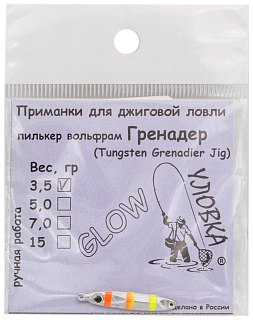 Приманки для джиговой ловли
пилькер вольфрам Гренадер
(Tungsten Grenadier Jig)
Вес, гр
3,5
5,0
7,0
15
ручная работа
GLOW
УЛОВКА®
сделано в России